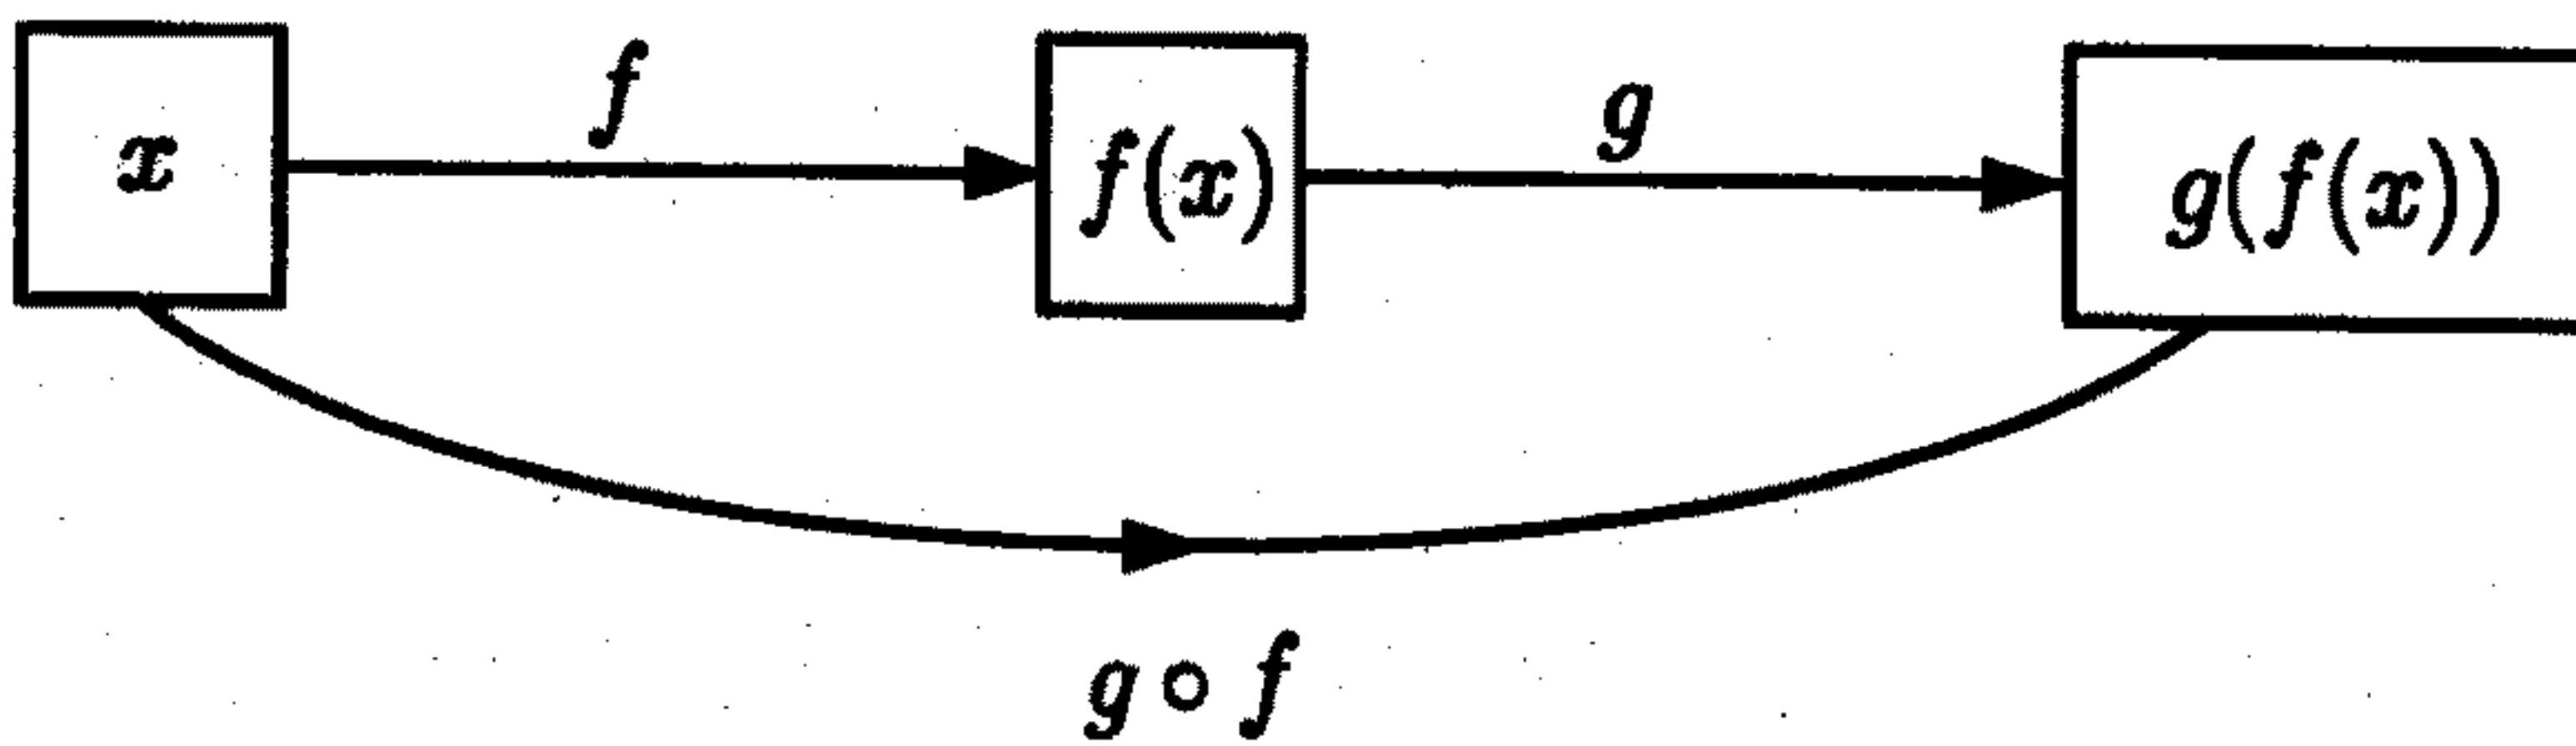 f
g
x
f(x)
g(f(x))
g ∘ f